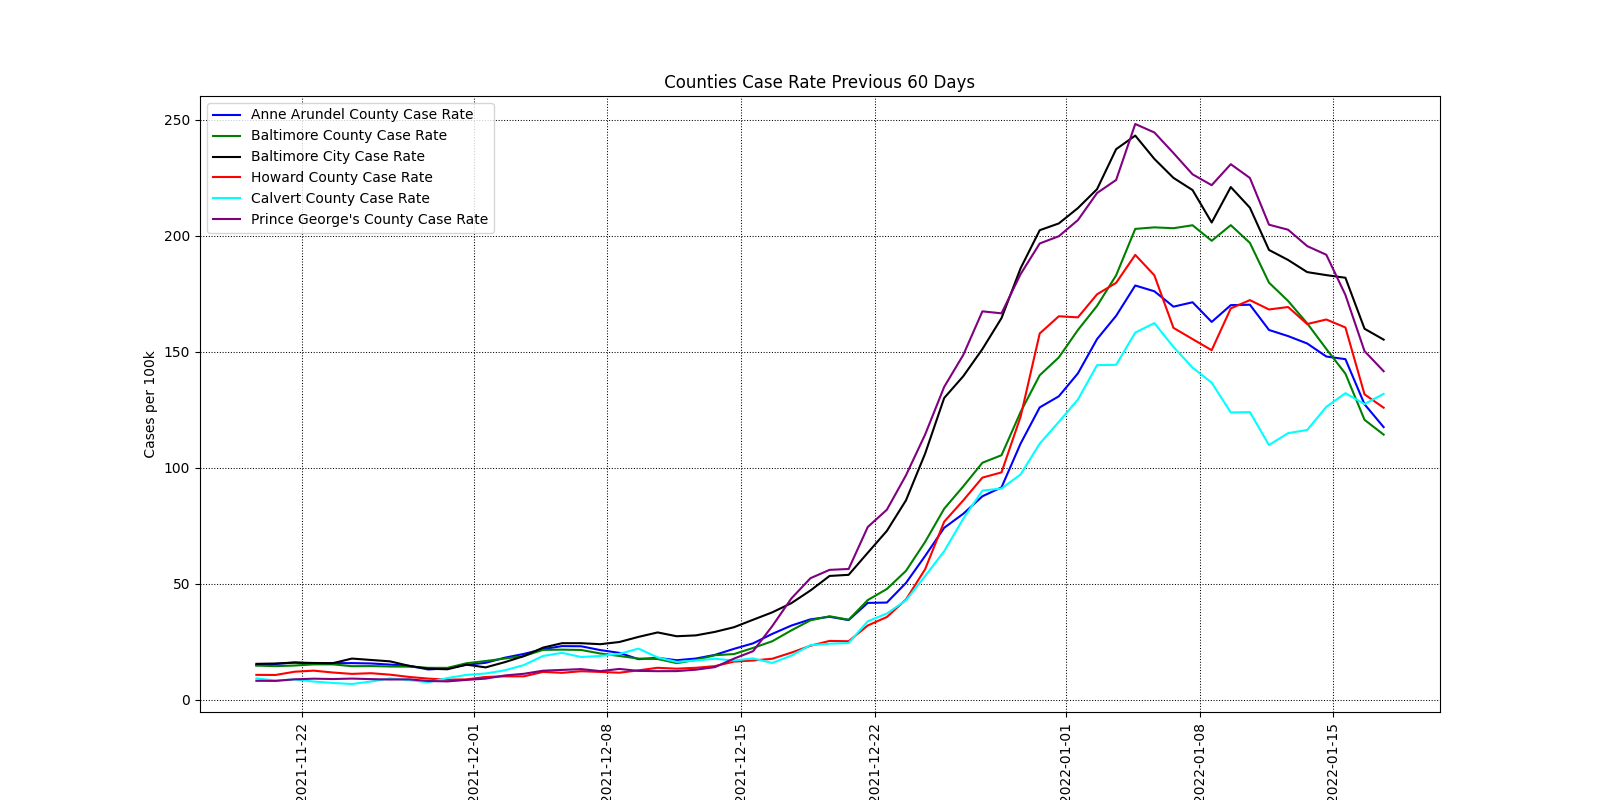 Counties Case Rate Previous 60 Days
Anne Arundel County Case Rate
Baltimore County Case Rate
Baltimore City Case Rate
Howard County Case Rate
Calvert County Case Rate
Prince George's County Case Rate
Cases per 100k
250
200
150
100
50
0
2021-11-22
2021-12-01
2021-12-08
2021-12-15
2021-12-22
2022-01-01
2022-01-08
2022-01-15